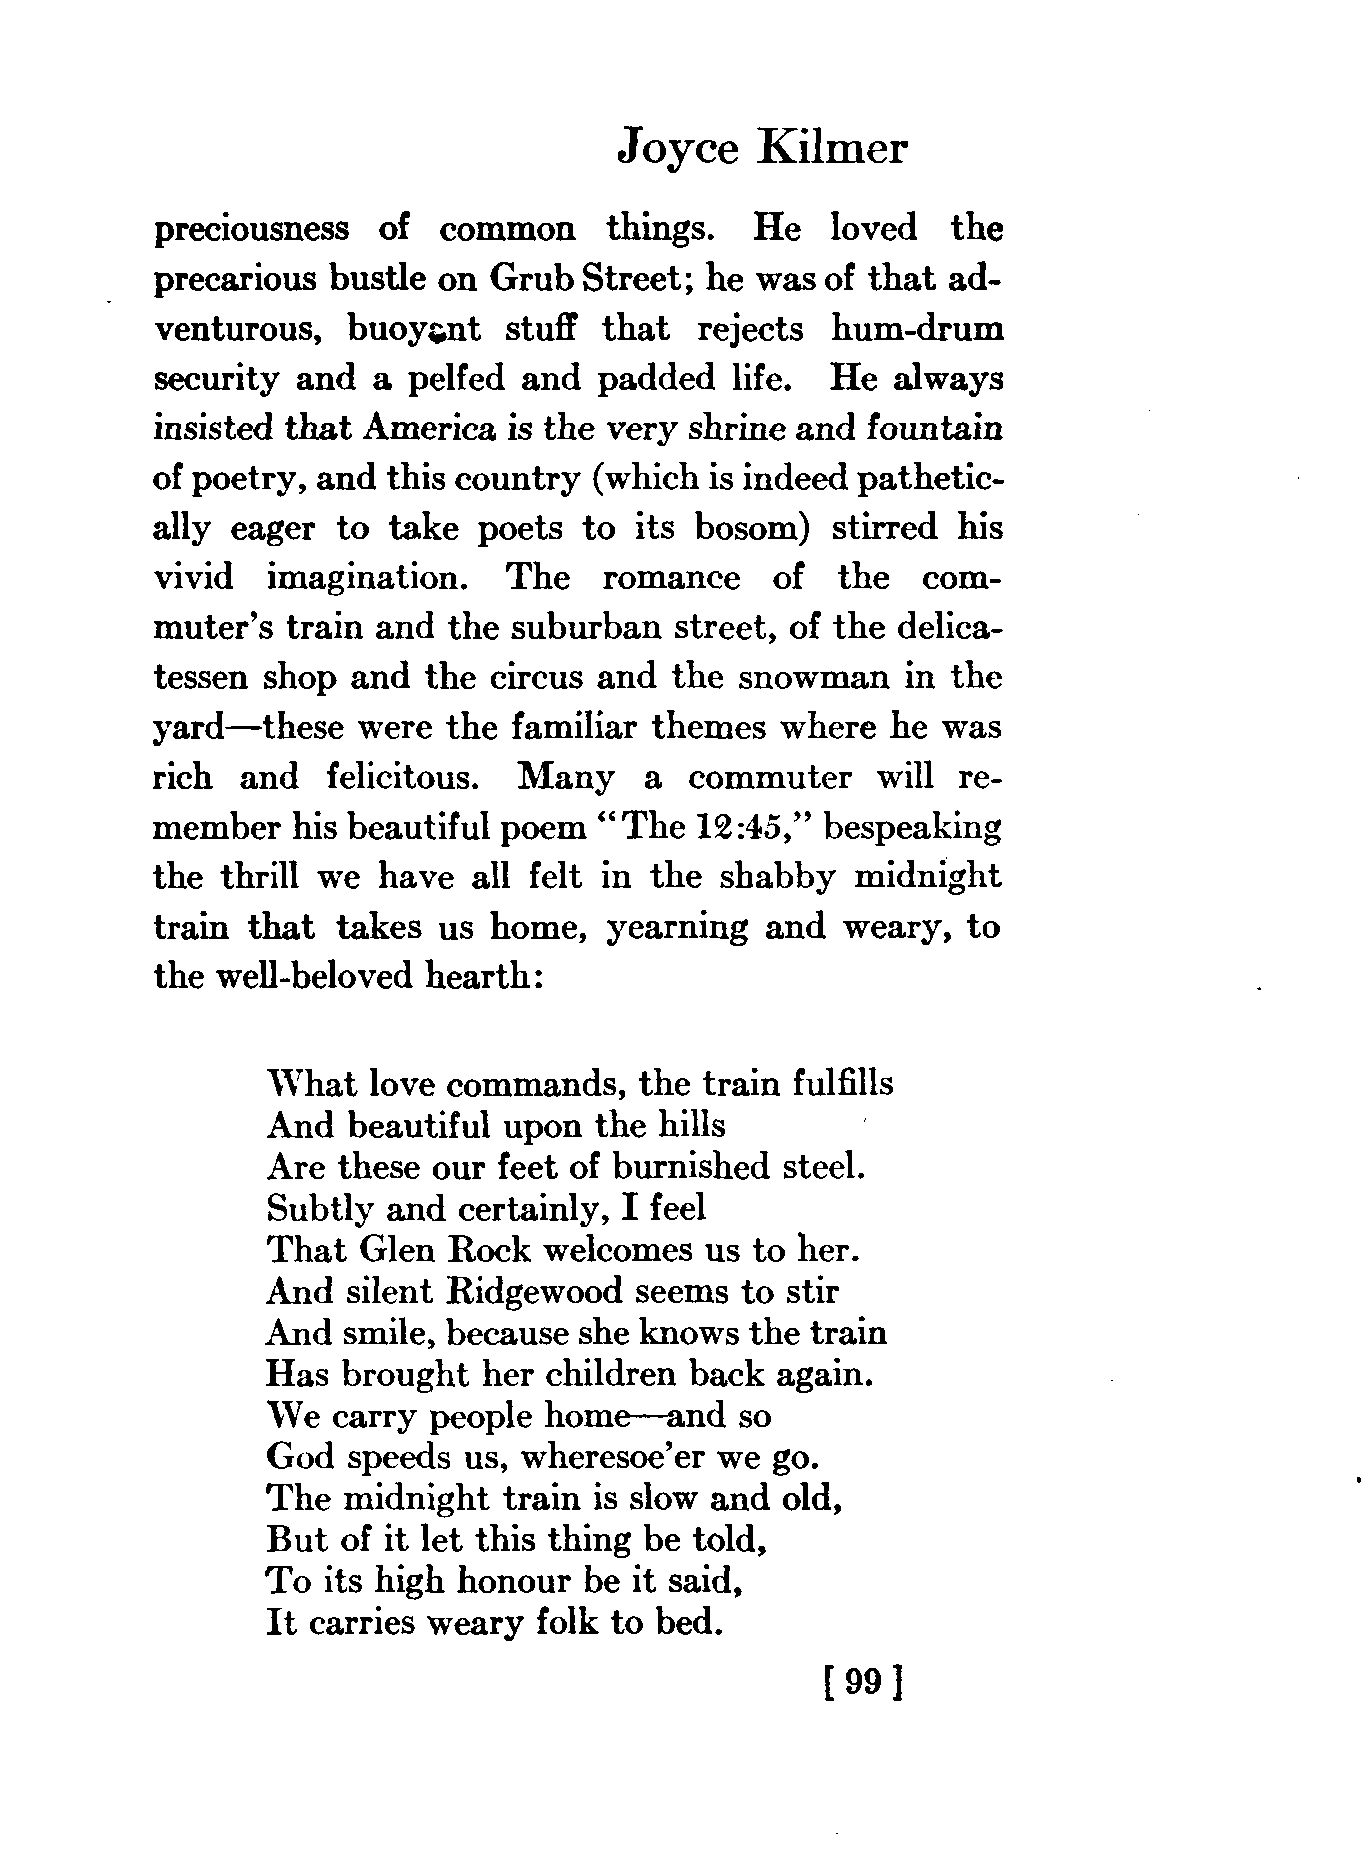 Joyce Kilmer
preciousness of common things. He loved the
precarious bustle on Grub Street; he was of that ad-
venturous, buoyant stuff that rejects hum-drum
security and a pelfed and padded life. He always
insisted that America is the very shrine and fountain
of poetry, and this country (which is indeed pathetic-
ally eager to take poets to its bosom) stirred his
vivid imagination. The romance of the com-
muter's train and the suburban street, of the delica-
tessen shop and the circus and the snowman in the
yard—these were the familiar themes where he was
rich and felicitous. Many a commuter will re-
member his beautiful poem "The 12:45," bespeaking
the thrill we have all felt in the shabby midnight
train that takes us home, yearning and weary, to
the well-beloved hearth:
What love commands, the train fulfills
And beautiful upon the hills
Are these our feet of burnished steel.
Subtly and certainly, I feel
That Glen Rock welcomes us to her.
And silent Ridgewood seems to stir
And smile, because she knows the train
Has brought her children back again.
We carry people home—and so
God speeds us, wheresoe'er we go.
The midnight train is slow and old,
But of it let this thing be told,
To its high honour be it said,
It carries weary folk to bed.
[ 99 ]